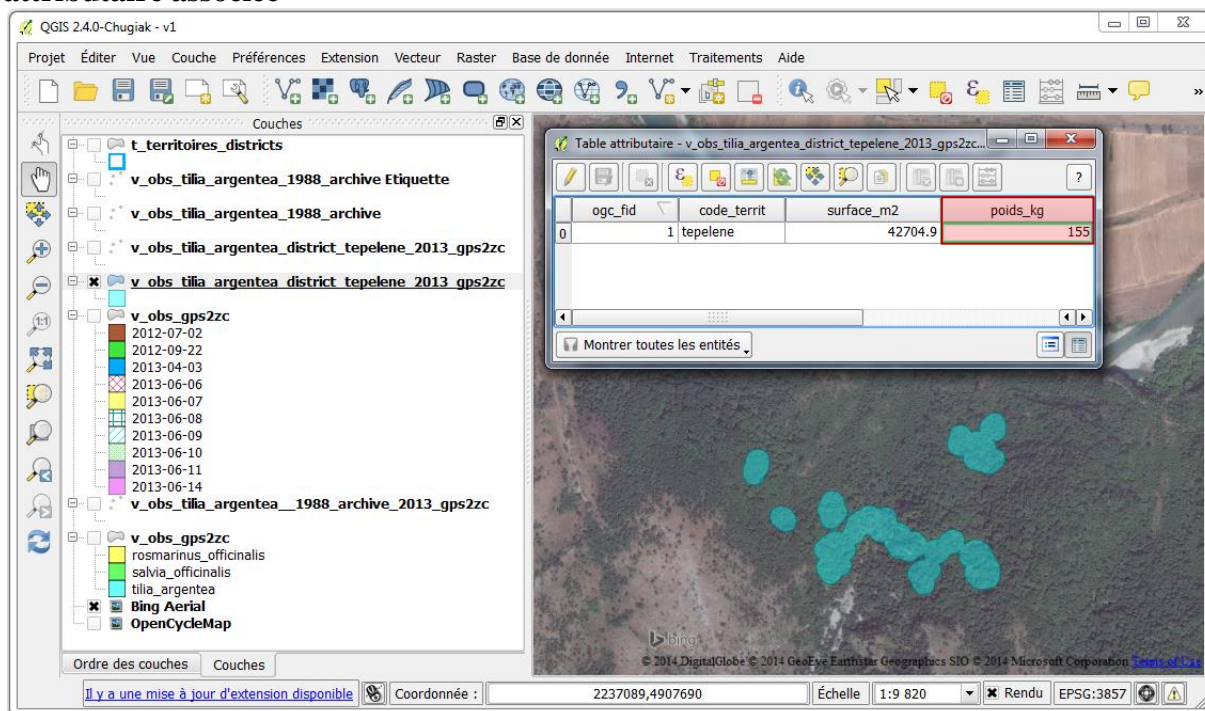 attributaire associée
QGIS 2.4.0-Chugiak - v1
Projet Éditer Vue Couche Préférences Extension Vecteur Raster Base de donnée Internet Traitements Aide
Couches
t_territoires_districts
v_obs_tilia_argentea_1988_archive Etiquette
v_obs_tilia_argentea_1988_archive
v_obs_tilia_argentea_district_tepelene_2013_gps2zc
v_obs_tilia_argentea_district_tepelene_2013_gps2zc
v_obs_gps2zc
2012-07-02
2012-09-22
2013-04-03
2013-06-06
2013-06-07
2013-06-08
2013-06-09
2013-06-10
2013-06-11
2013-06-14
v_obs_tilia_argentea__1988_archive_2013_gps2zc
v_obs_gps2zc
rosmarinus_officinalis
salvia_officinalis
tilia_argentea
Bing Aerial
OpenCycleMap
Ordre des couches Couches
Table attributaire - v_obs_tilia_argentea_district_tepelene_2013_gps2zc...
ogc_fid code_territ surface_m2 poids_kg
0 1 tepelene 42704.9 155
Montrer toutes les entités
bing
© 2014 DigitalGlobe © 2014 GeoEye Earthstar Geographics SIO © 2014 Microsoft Corporation Terms of Use
Il y a une mise à jour d'extension disponible Coordonnée : 2237089,4907690 Échelle 1:9 820 Rendu EPSG:3857